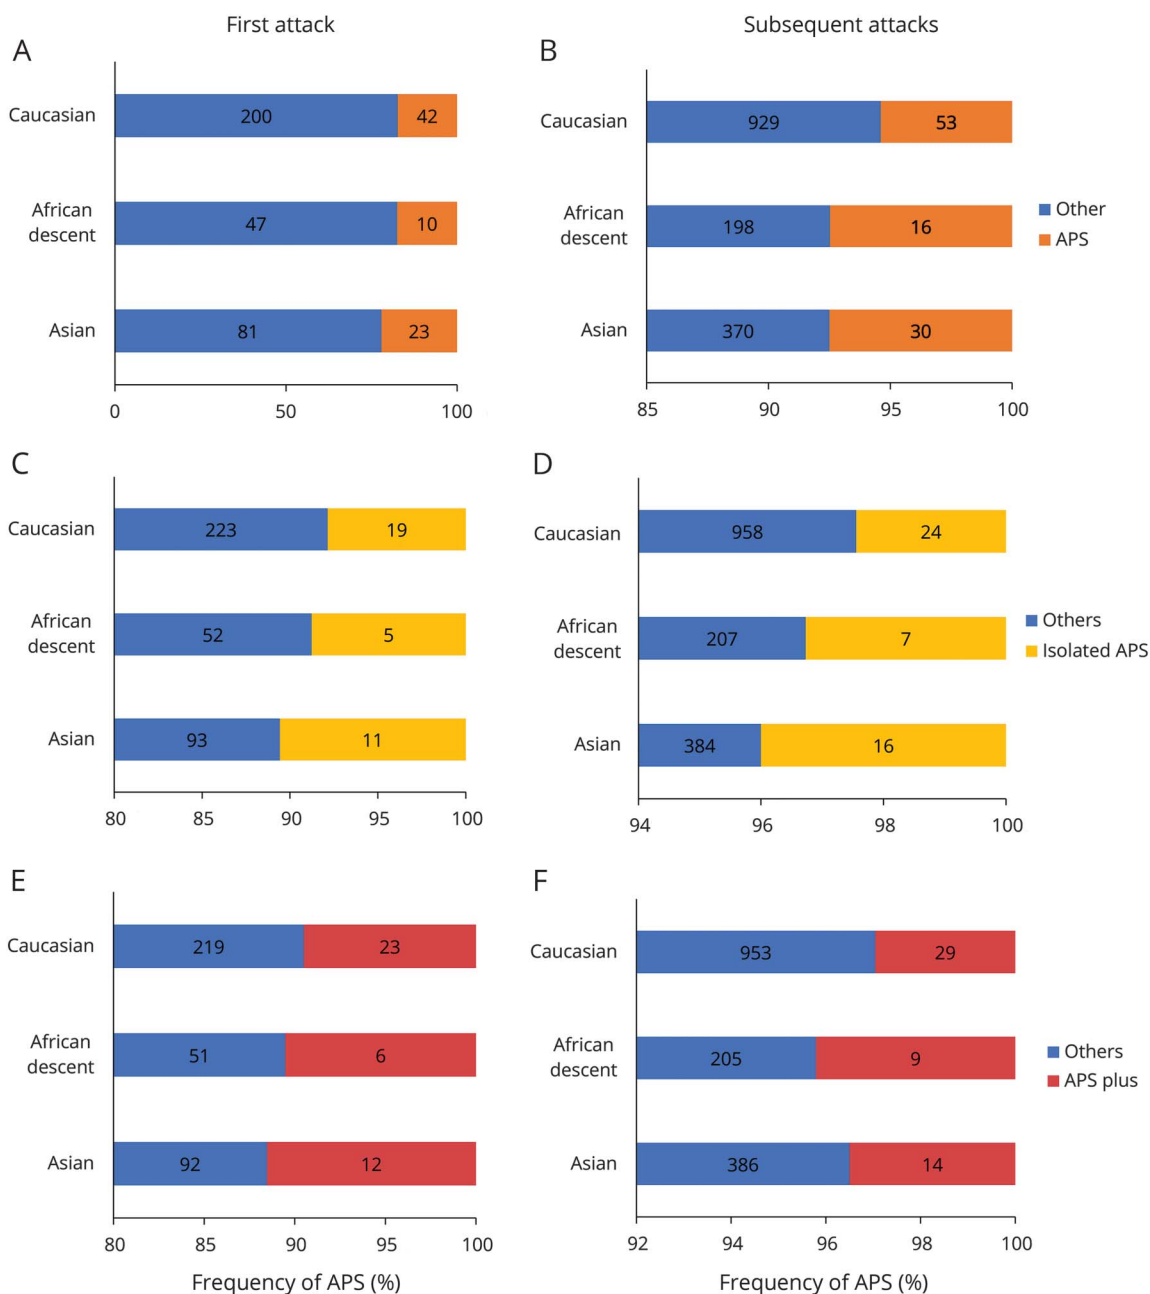 First attack
Subsequent attacks
A
Caucasian
200
42
African
descent
47
10
Asian
81
23
0
50
100
B
Caucasian
929
53
African
descent
198
16
Asian
370
30
85
90
95
100
Other
APS
C
Caucasian
223
19
African
descent
52
5
Asian
93
11
80
85
90
95
100
D
Caucasian
958
24
African
descent
207
7
Asian
384
16
94
96
98
100
Others
Isolated APS
E
Caucasian
219
23
African
descent
51
6
Asian
92
12
80
85
90
95
100
Frequency of APS (%)
F
Caucasian
953
29
African
descent
205
9
Asian
386
14
92
94
96
98
100
Frequency of APS (%)
Others
APS plus